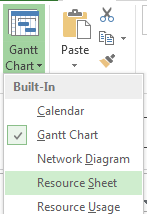 Gantt
Chart
Paste
Built-In
Calendar
Gantt Chart
Network Diagram
Resource Sheet
Resource Usage